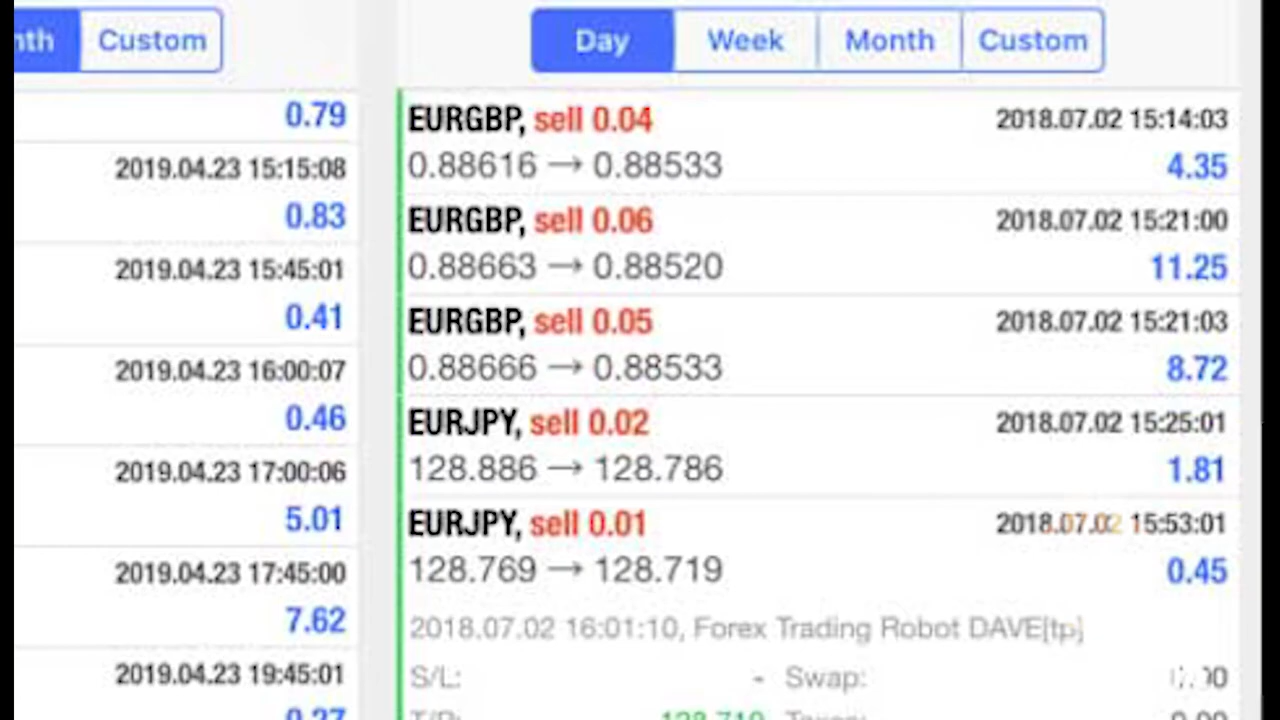 nth Custom
0.79
2019.04.23 15:15:08
0.83
2019.04.23 15:45:01
0.41
2019.04.23 16:00:07
0.46
2019.04.23 17:00:06
5.01
2019.04.23 17:45:00
7.62
2019.04.23 19:45:01
0.27
Day Week Month Custom
EURGBP, sell 0.04 2018.07.02 15:14:03
0.88616 → 0.88533 4.35
EURGBP, sell 0.06 2018.07.02 15:21:00
0.88663 → 0.88520 11.25
EURGBP, sell 0.05 2018.07.02 15:21:03
0.88666 → 0.88533 8.72
EURJPY, sell 0.02 2018.07.02 15:25:01
128.886 → 128.786 1.81
EURJPY, sell 0.01 2018.07.02 15:53:01
128.769 → 128.719 0.45
2018.07.02 16:01:10, Forex Trading Robot DAVE[tp]
S/L: - Swap:
T/P: 128.719 Taxes: 0.00